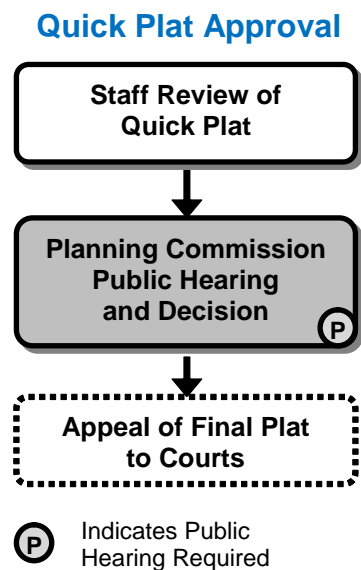 Quick Plat Approval
Staff Review of
Quick Plat
Planning Commission
Public Hearing
and Decision
P
Appeal of Final Plat
to Courts
P
Indicates Public
Hearing Required